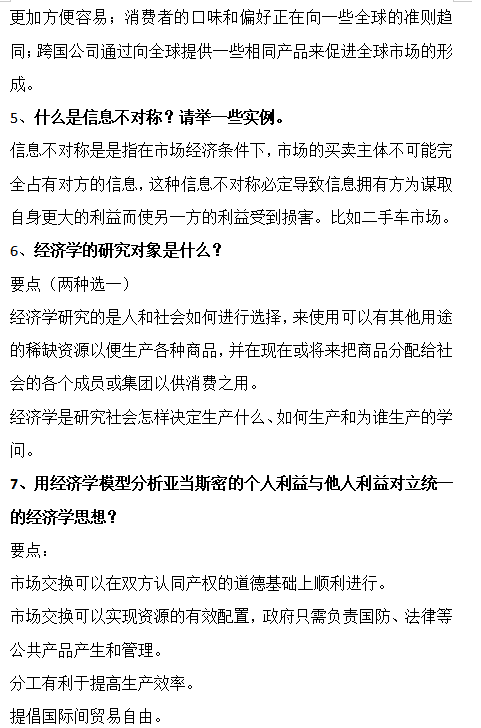 更加方便容易；消费者的口味和偏好正在向一些全球的准则趋
同；跨国公司通过向全球提供一些相同产品来促进全球市场的形
成。
5、什么是信息不对称？请举一些实例。
信息不对称是是指在市场经济条件下，市场的买卖主体不可能完
全占有对方的信息，这种信息不对称必定导致信息拥有方为谋取
自身更大的利益而使另一方的利益受到损害。比如二手车市场。
6、经济学的研究对象是什么？
要点（两种选一）
经济学研究的是人和社会如何进行选择，来使用可以有其他用途
的稀缺资源以便生产各种商品，并在现在或将来把商品分配给社
会的各个成员或集团以供消费之用。
经济学是研究社会怎样决定生产什么、如何生产和为谁生产的学
问。
7、用经济学模型分析亚当斯密的个人利益与他人利益对立统一
的经济学思想？
要点：
市场交换可以在双方认同产权的道德基础上顺利进行。
市场交换可以实现资源的有效配置，政府只需负责国防、法律等
公共产品产生和管理。
分工有利于提高生产效率。
提倡国际间贸易自由。